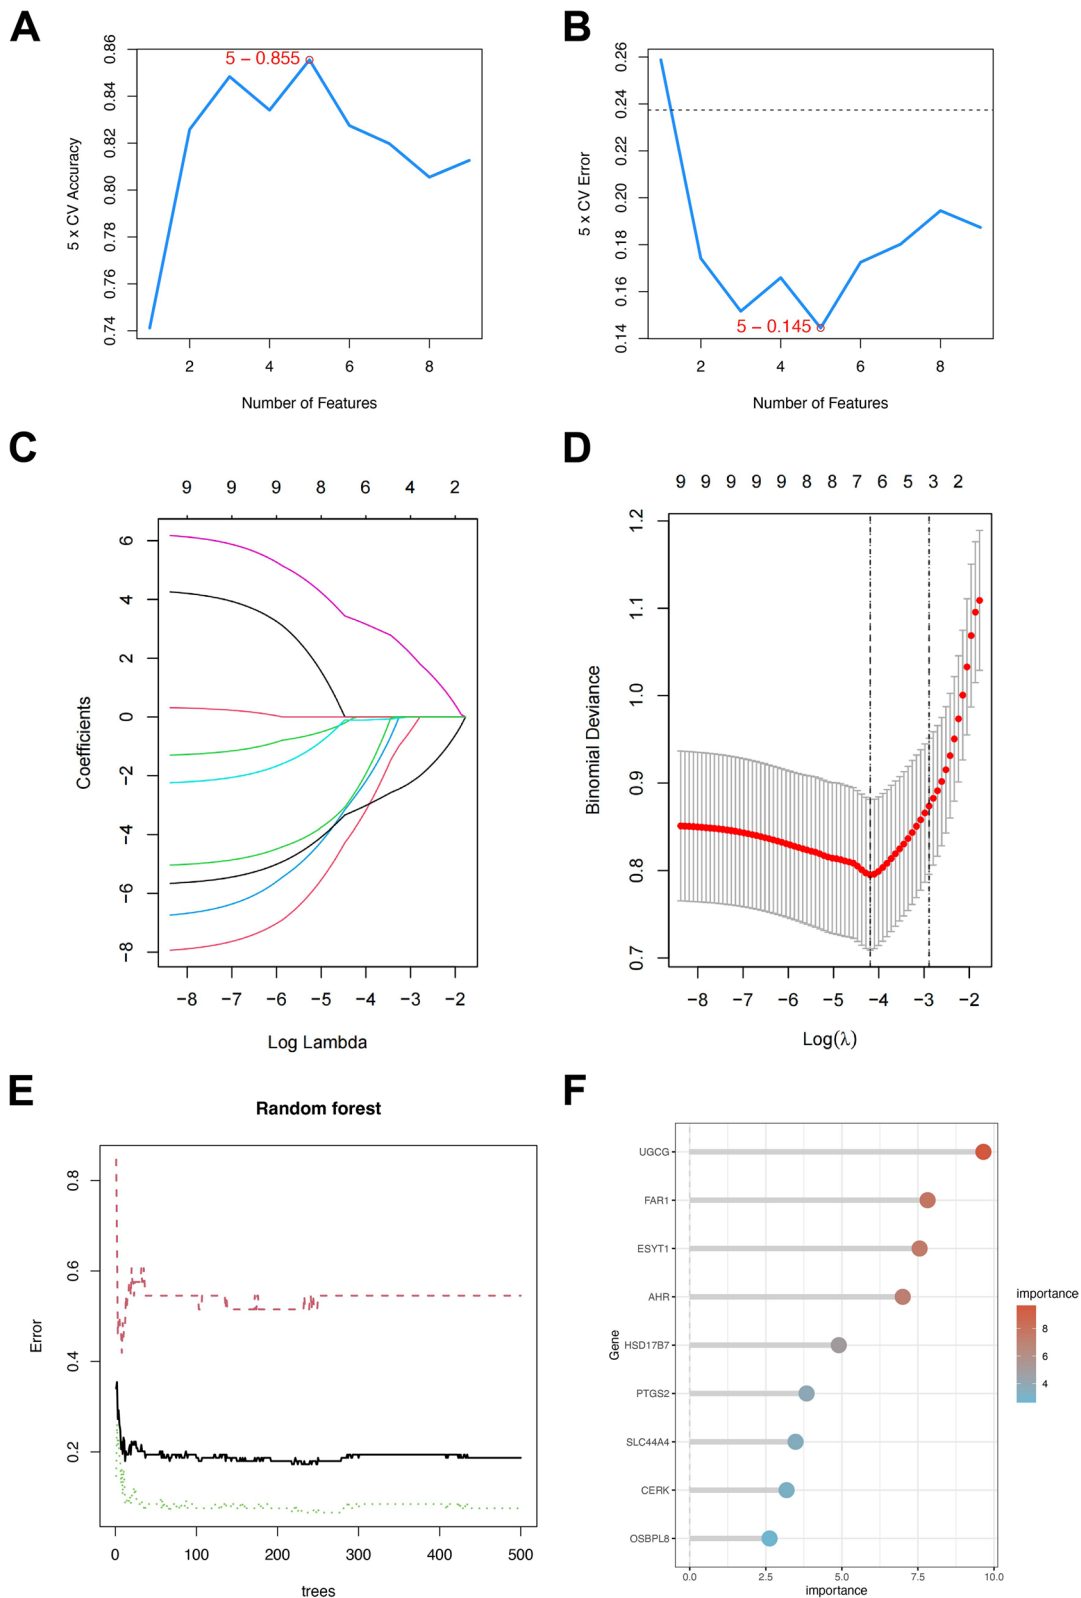 A
5 x CV Accuracy
0.74 0.76 0.78 0.80 0.82 0.84 0.86
5 − 0.855
2 4 6 8
Number of Features
B
5 x CV Error
0.14 0.16 0.18 0.20 0.22 0.24 0.26
5 − 0.145
2 4 6 8
Number of Features
C
9 9 9 8 6 4 2
Coefficients
6
4
2
0
−2
−4
−6
−8
−8 −7 −6 −5 −4 −3 −2
Log Lambda
D
9 9 9 9 9 8 8 7 6 5 3 2
Binomial Deviance
0.7 0.8 0.9 1.0 1.1 1.2
−8 −7 −6 −5 −4 −3 −2
Log(λ)
E
Random forest
Error
0.2 0.4 0.6 0.8
0 100 200 300 400 500
trees
F
Gene
UGCG
FAR1
ESYT1
AHR
HSD17B7
PTGS2
SLC44A4
CERK
OSBPL8
0.0 2.5 5.0 7.5 10.0
importance
importance
8
6
4